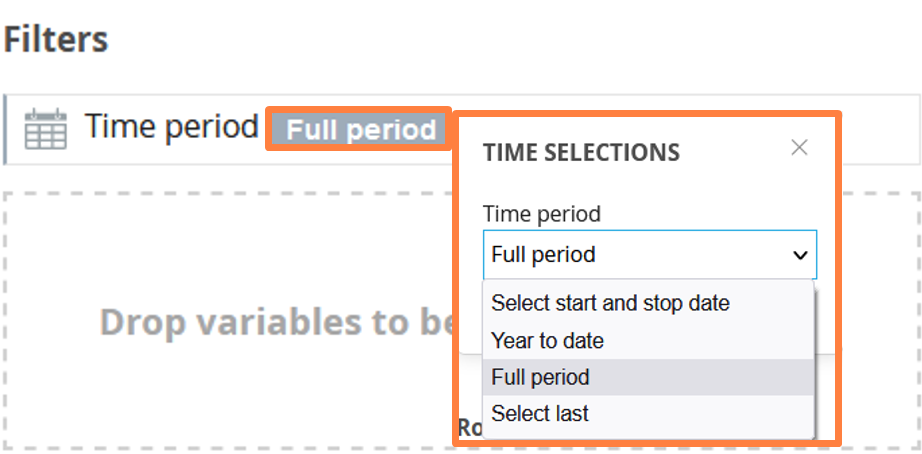 Filters
Time period Full period
TIME SELECTIONS
Time period
Full period
Select start and stop date
Year to date
Full period
Select last
Drop variables to be